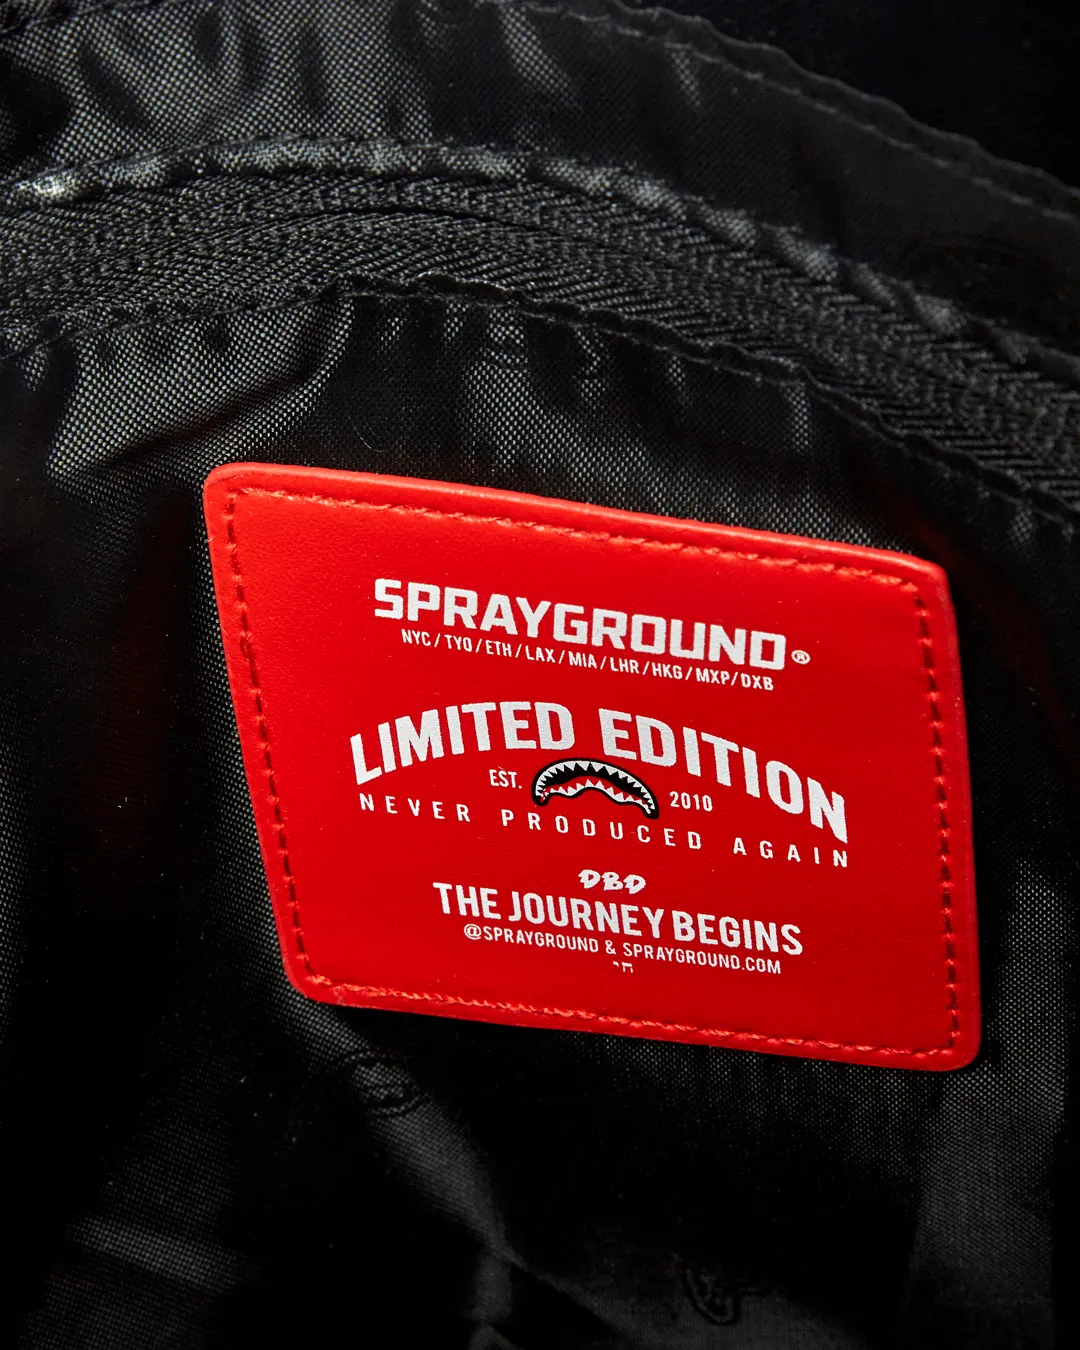 SPRAYGROUND®
NYC / TYO / ETH / LAX / MIA / LHR / HKG / MXP / DXB
LIMITED EDITION
EST. 2010
NEVER PRODUCED AGAIN
DBD
THE JOURNEY BEGINS
@SPRAYGROUND & SPRAYGROUND.COM